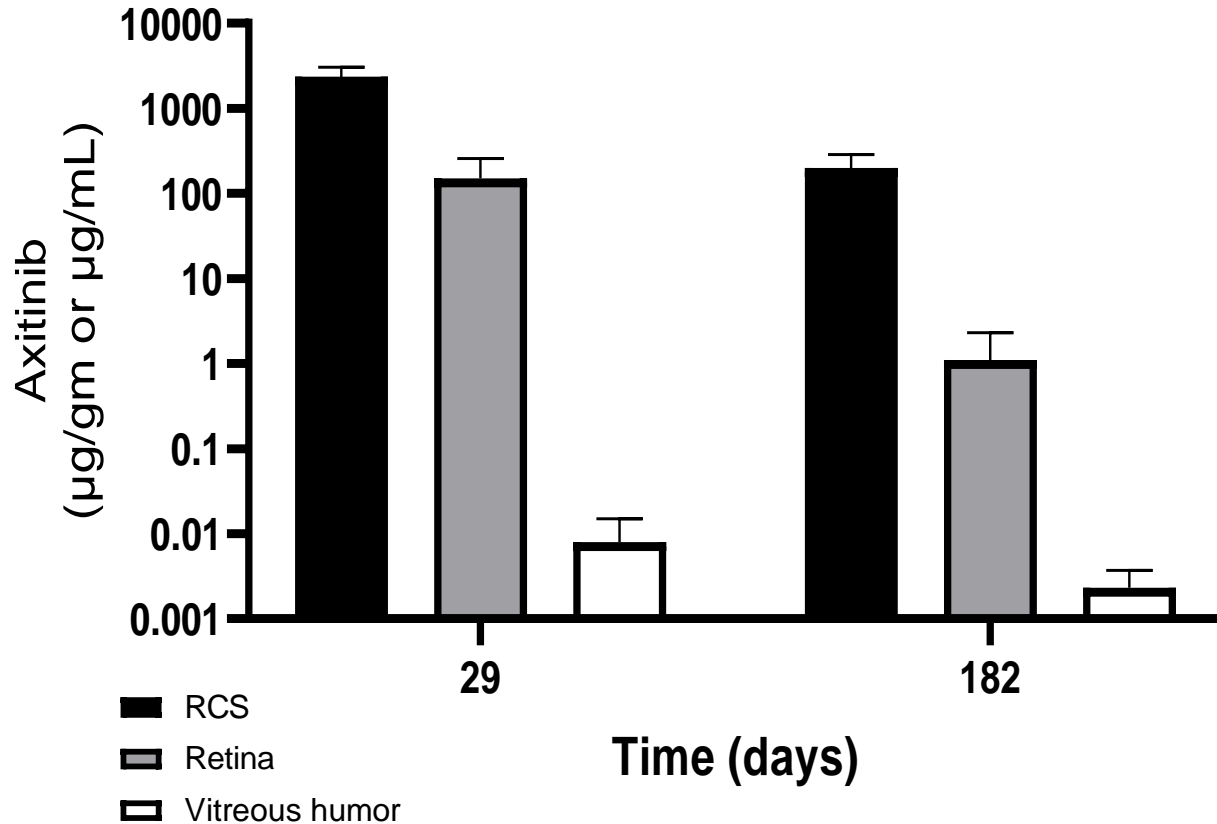 Axitinib
(µg/gm or µg/mL)
10000
1000
100
10
1
0.1
0.01
0.001
29
182
Time (days)
RCS
Retina
Vitreous humor